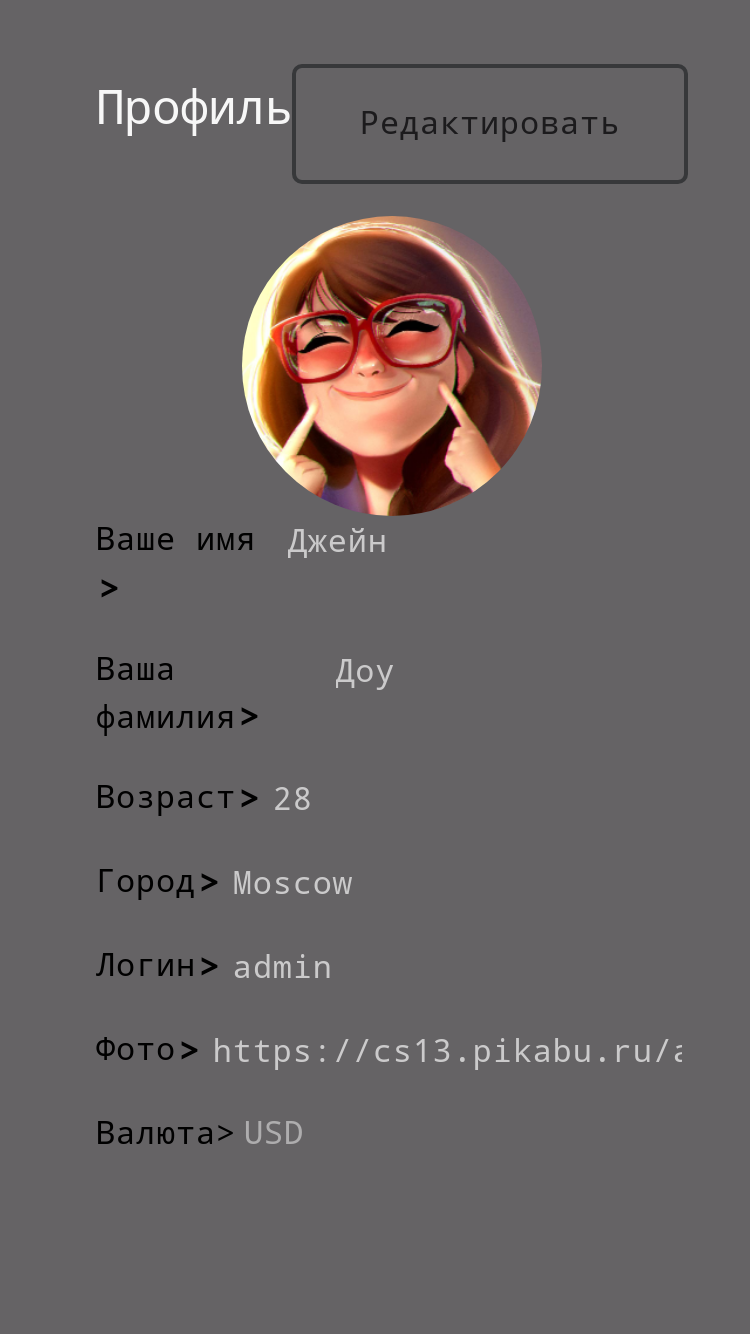 Профиль
Редактировать
Ваше имя Джейн
>
Ваша Доу
фамилия>
Возраст> 28
Город> Moscow
Логин> admin
Фото> https://cs13.pikabu.ru/a
Валюта> USD